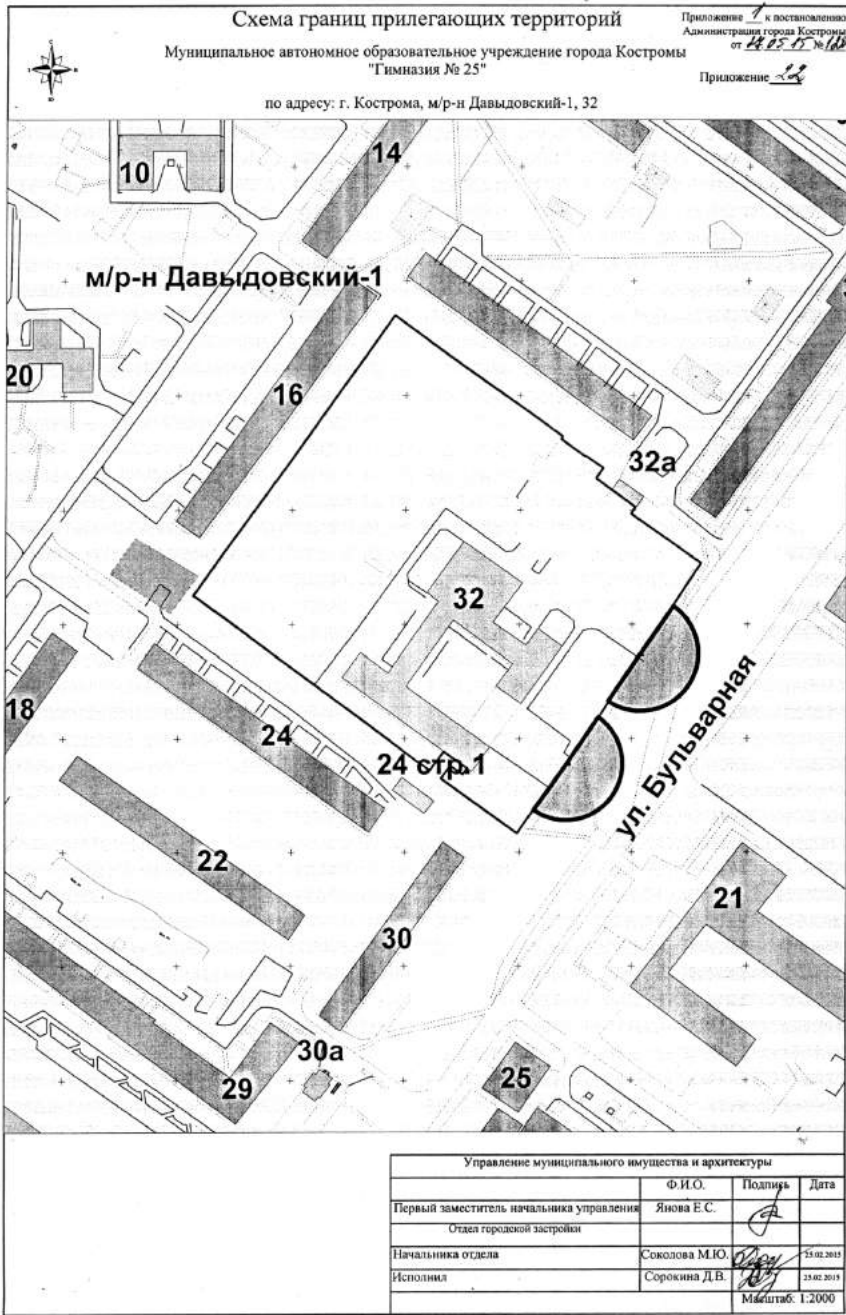 Схема границ прилегающих территорий
Муниципальное автономное образовательное учреждение города Костромы
"Гимназия № 25"
по адресу: г. Кострома, м/р-н Давыдовский-1, 32
Приложение 1 к постановлению
Администрации города Костромы
от 05 15 №
Приложение 22
10
14
м/р-н Давыдовский-1
20
16
32а
32
18
24
24 стр.1
ул. Бульварная
22
21
30
30а
29
25
Управление муниципального имущества и архитектуры
Ф.И.О. Подпись Дата
Первый заместитель начальника управления Янова Е.С.
Отдел городской застройки
Начальника отдела Соколова М.Ю. 25.02.2015
Исполнил Сорокина Д.В. 25.02.2015
Масштаб: 1:2000